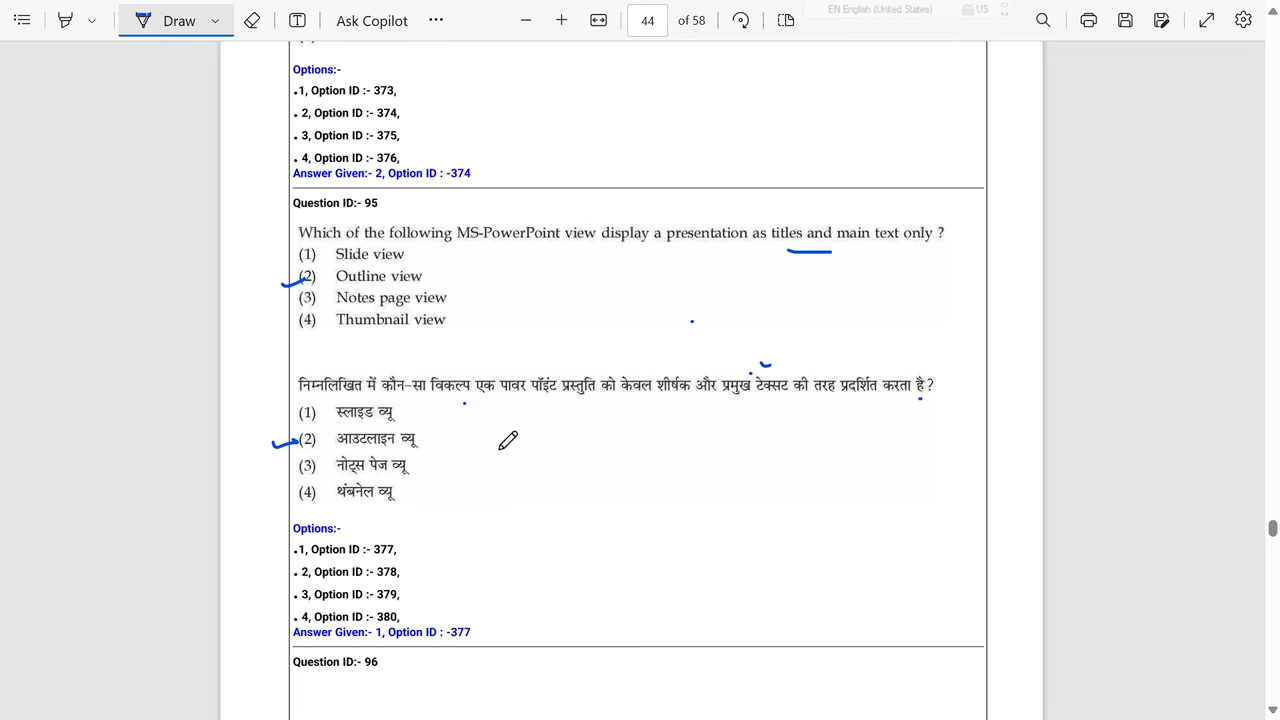 Draw
Ask Copilot
44 of 58
EN English (United States)
US
Options:-
.1, Option ID :- 373,
. 2, Option ID :- 374,
. 3, Option ID :- 375,
. 4, Option ID :- 376,
Answer Given:- 2, Option ID : -374
Question ID:- 95
Which of the following MS-PowerPoint view display a presentation as titles and main text only ?
(1) Slide view
(2) Outline view
(3) Notes page view
(4) Thumbnail view
निम्नलिखित में कौन-सा विकल्प एक पावर पॉइंट प्रस्तुति को केवल शीर्षक और प्रमुख टेक्सट की तरह प्रदर्शित करता है?
(1) स्लाइड व्यू
(2) आउटलाइन व्यू
(3) नोट्स पेज व्यू
(4) थंबनेल व्यू
Options:-
.1, Option ID :- 377,
. 2, Option ID :- 378,
. 3, Option ID :- 379,
. 4, Option ID :- 380,
Answer Given:- 1, Option ID : -377
Question ID:- 96